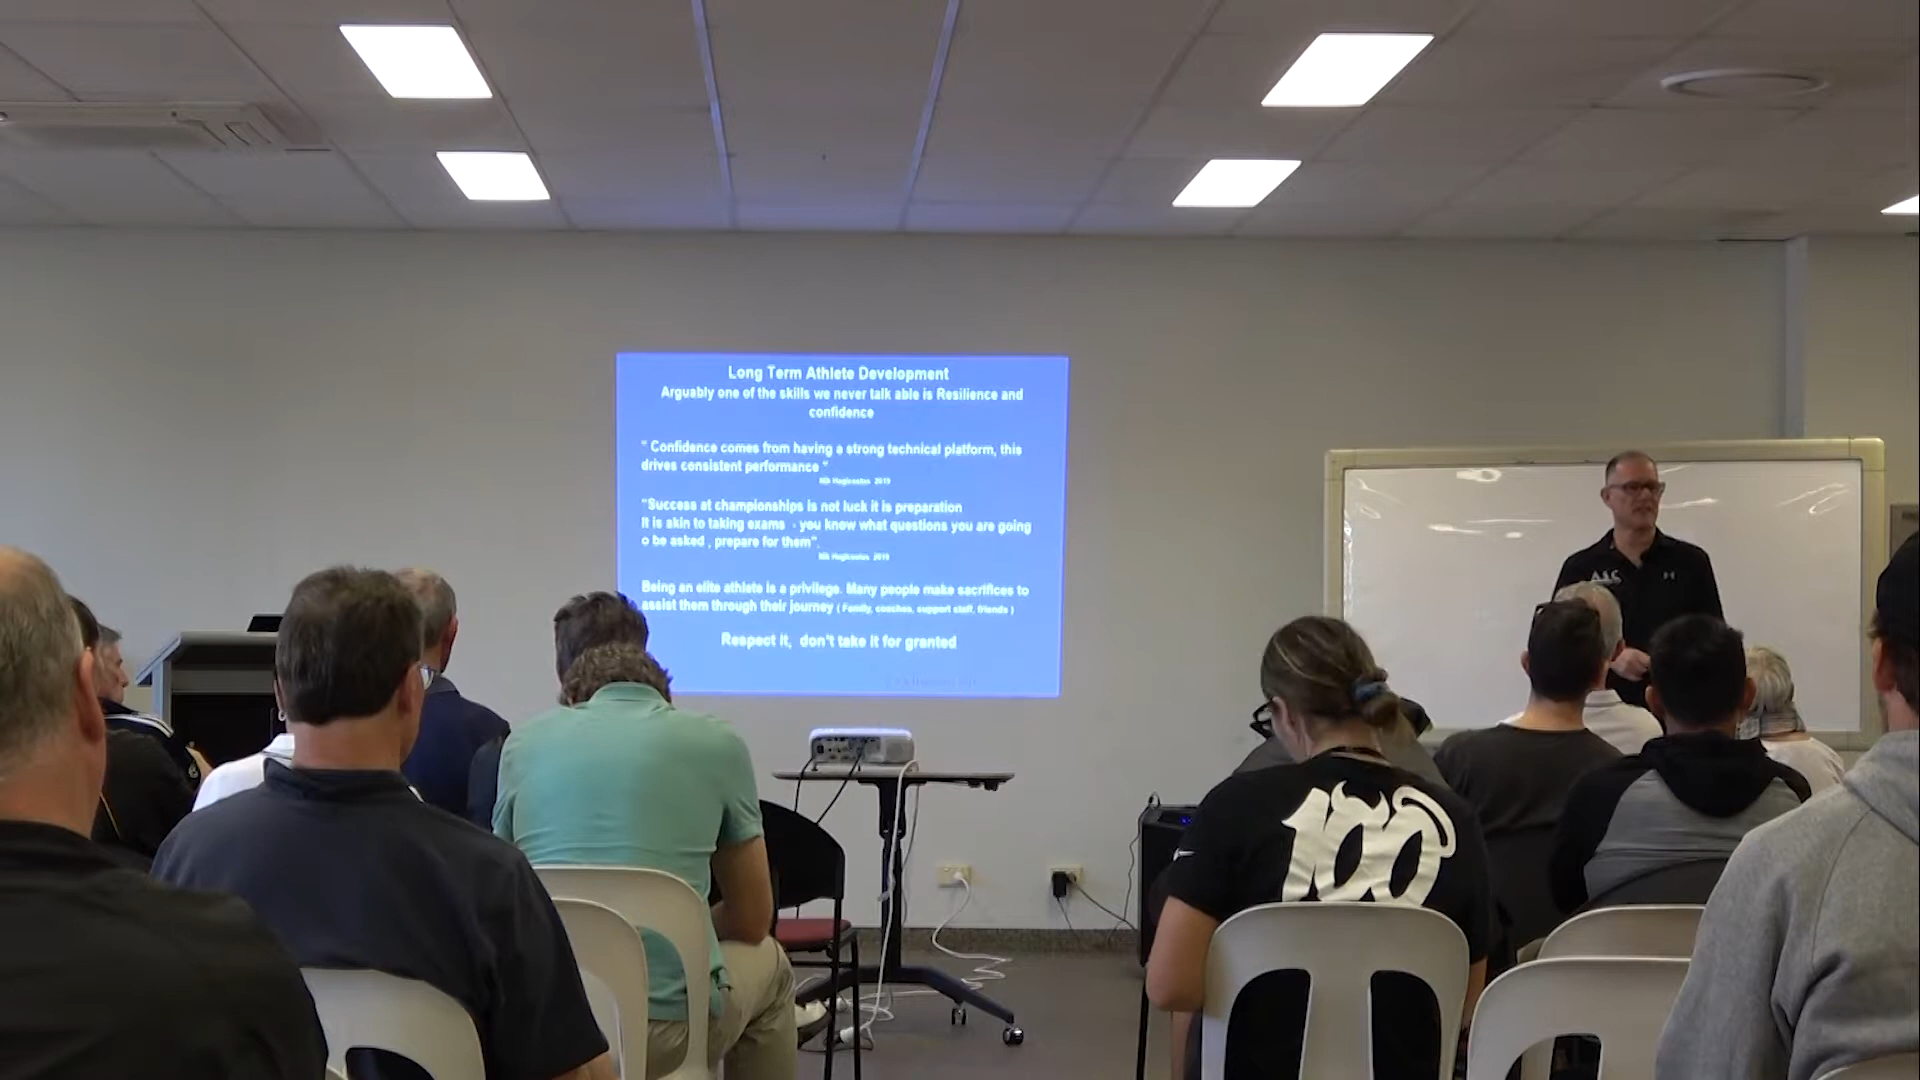 Long Term Athlete Development
Arguably one of the skills we never talk able is Resilience and
confidence
" Confidence comes from having a strong technical platform, this
drives consistent performance "
2019
"Success at championships is not luck it is preparation
It is akin to taking exams - you know what questions you are going
o be asked , prepare for them".
2019
Being an elite athlete is a privilege. Many people make sacrifices to
assist them through their journey ( Family, coaches, support staff, friends )
Respect it, don't take it for granted
ASC
100